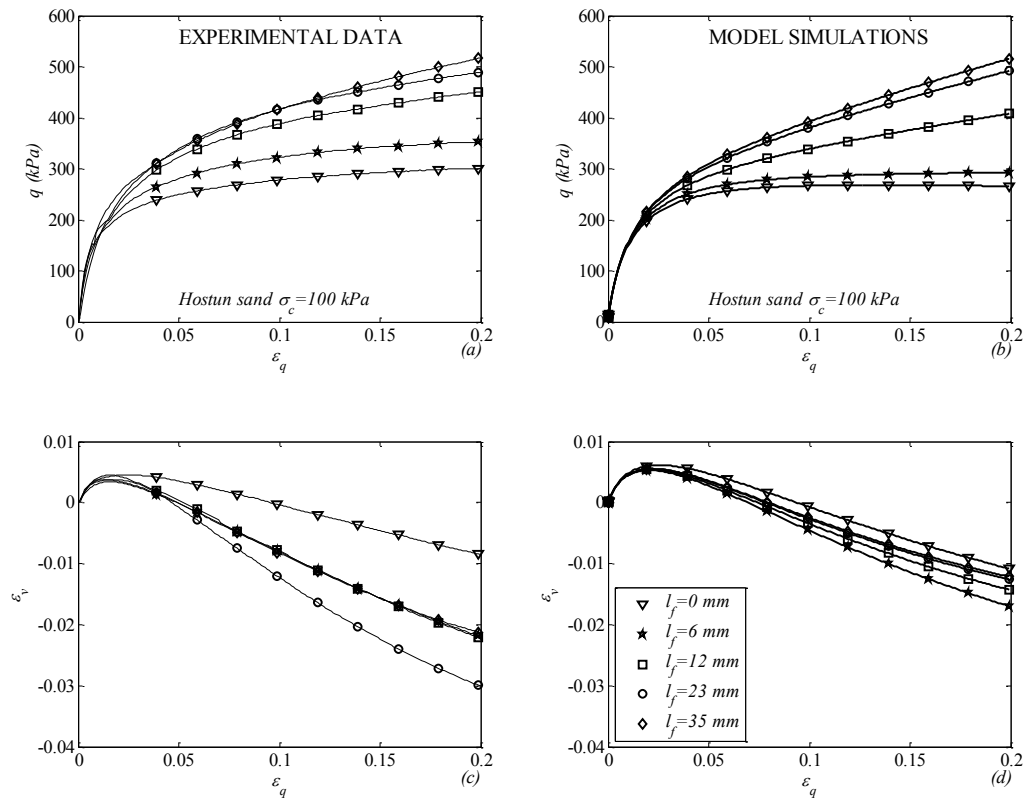 EXPERIMENTAL DATA
600
500
400
300
200
100
0
q (kPa)
Hostun sand σc=100 kPa
0 0.05 0.1 0.15 0.2
εq
(a)
MODEL SIMULATIONS
600
500
400
300
200
100
0
q (kPa)
Hostun sand σc=100 kPa
0 0.05 0.1 0.15 0.2
εq
(b)
0.01
0
-0.01
-0.02
-0.03
-0.04
εv
0 0.05 0.1 0.15 0.2
εq
(c)
0.01
0
-0.01
-0.02
-0.03
-0.04
εv
lf=0 mm
lf=6 mm
lf=12 mm
lf=23 mm
lf=35 mm
0 0.05 0.1 0.15 0.2
εq
(d)